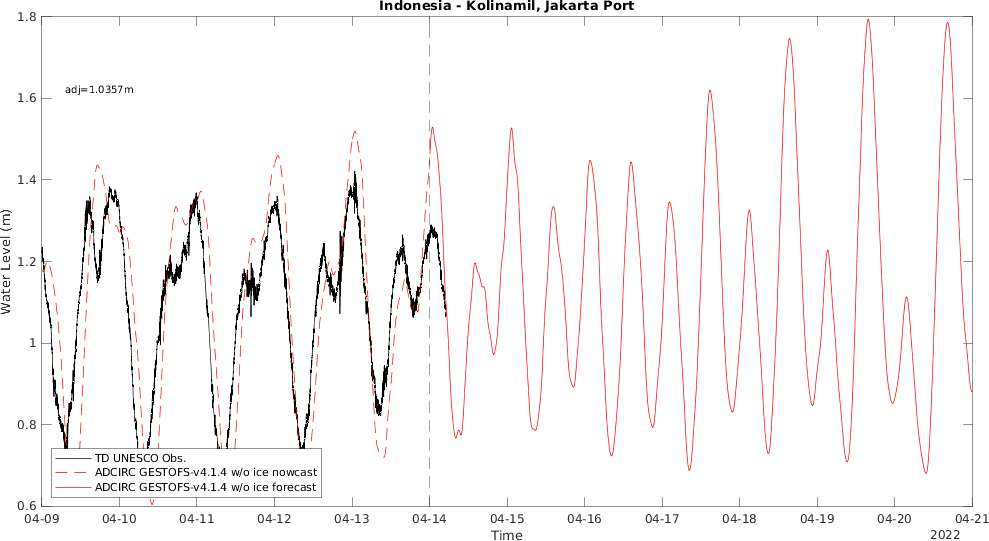 Indonesia - Kolinamil, Jakarta Port
1.8
1.6
1.4
1.2
1
0.8
0.6
Water Level (m)
adj=1.0357m
TD UNESCO Obs.
ADCIRC GESTOFS-v4.1.4 w/o ice nowcast
ADCIRC GESTOFS-v4.1.4 w/o ice forecast
04-09 04-10 04-11 04-12 04-13 04-14 04-15 04-16 04-17 04-18 04-19 04-20 04-21
Time
2022